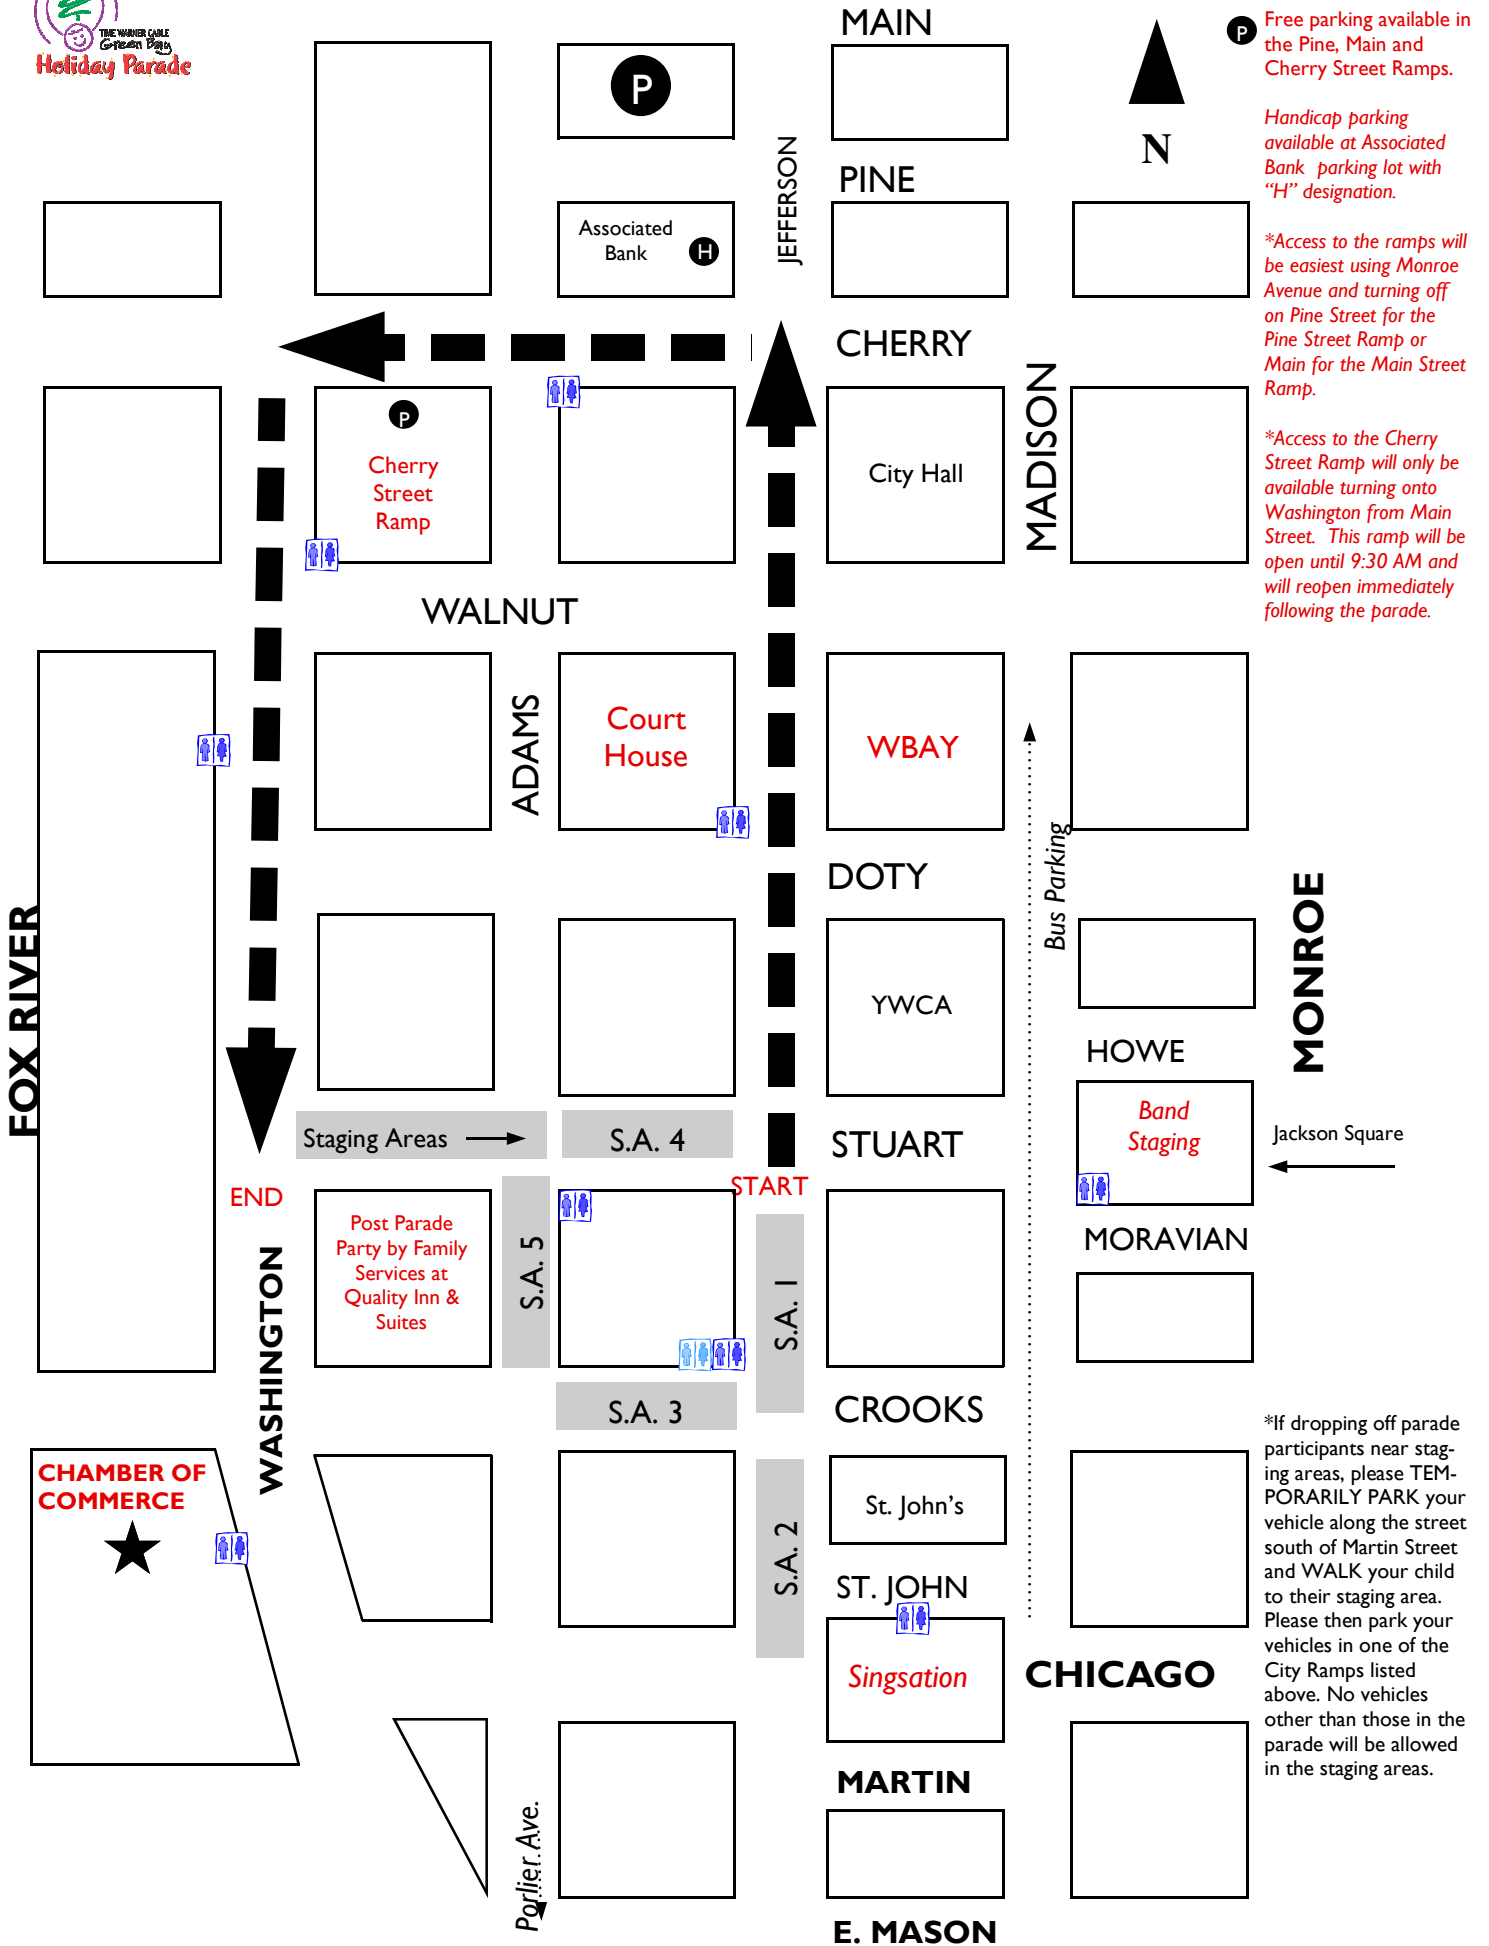 TIME WARNER CABLE
Green Bay
Holiday Parade
MAIN
P
P
Free parking available in
the Pine, Main and
Cherry Street Ramps.
N
Handicap parking
available at Associated
Bank parking lot with
“H” designation.
JEFFERSON
PINE
Associated
Bank
H
*Access to the ramps will
be easiest using Monroe
Avenue and turning off
on Pine Street for the
Pine Street Ramp or
Main for the Main Street
Ramp.
CHERRY
P
Cherry
Street
Ramp
City Hall
MADISON
*Access to the Cherry
Street Ramp will only be
available turning onto
Washington from Main
Street. This ramp will be
open until 9:30 AM and
will reopen immediately
following the parade.
WALNUT
ADAMS
Court
House
WBAY
Bus Parking
DOTY
FOX RIVER
MONROE
YWCA
HOWE
Band
Staging
Jackson Square
Staging Areas
S.A. 4
STUART
END
START
Post Parade
Party by Family
Services at
Quality Inn &
Suites
S.A. 5
S.A. 1
MORAVIAN
WASHINGTON
S.A. 3
CROOKS
CHAMBER OF
COMMERCE
S.A. 2
St. John’s
ST. JOHN
Singsation
CHICAGO
*If dropping off parade
participants near stag-
ing areas, please TEM-
PORARILY PARK your
vehicle along the street
south of Martin Street
and WALK your child
to their staging area.
Please then park your
vehicles in one of the
City Ramps listed
above. No vehicles
other than those in the
parade will be allowed
in the staging areas.
MARTIN
Porlier Ave.
E. MASON